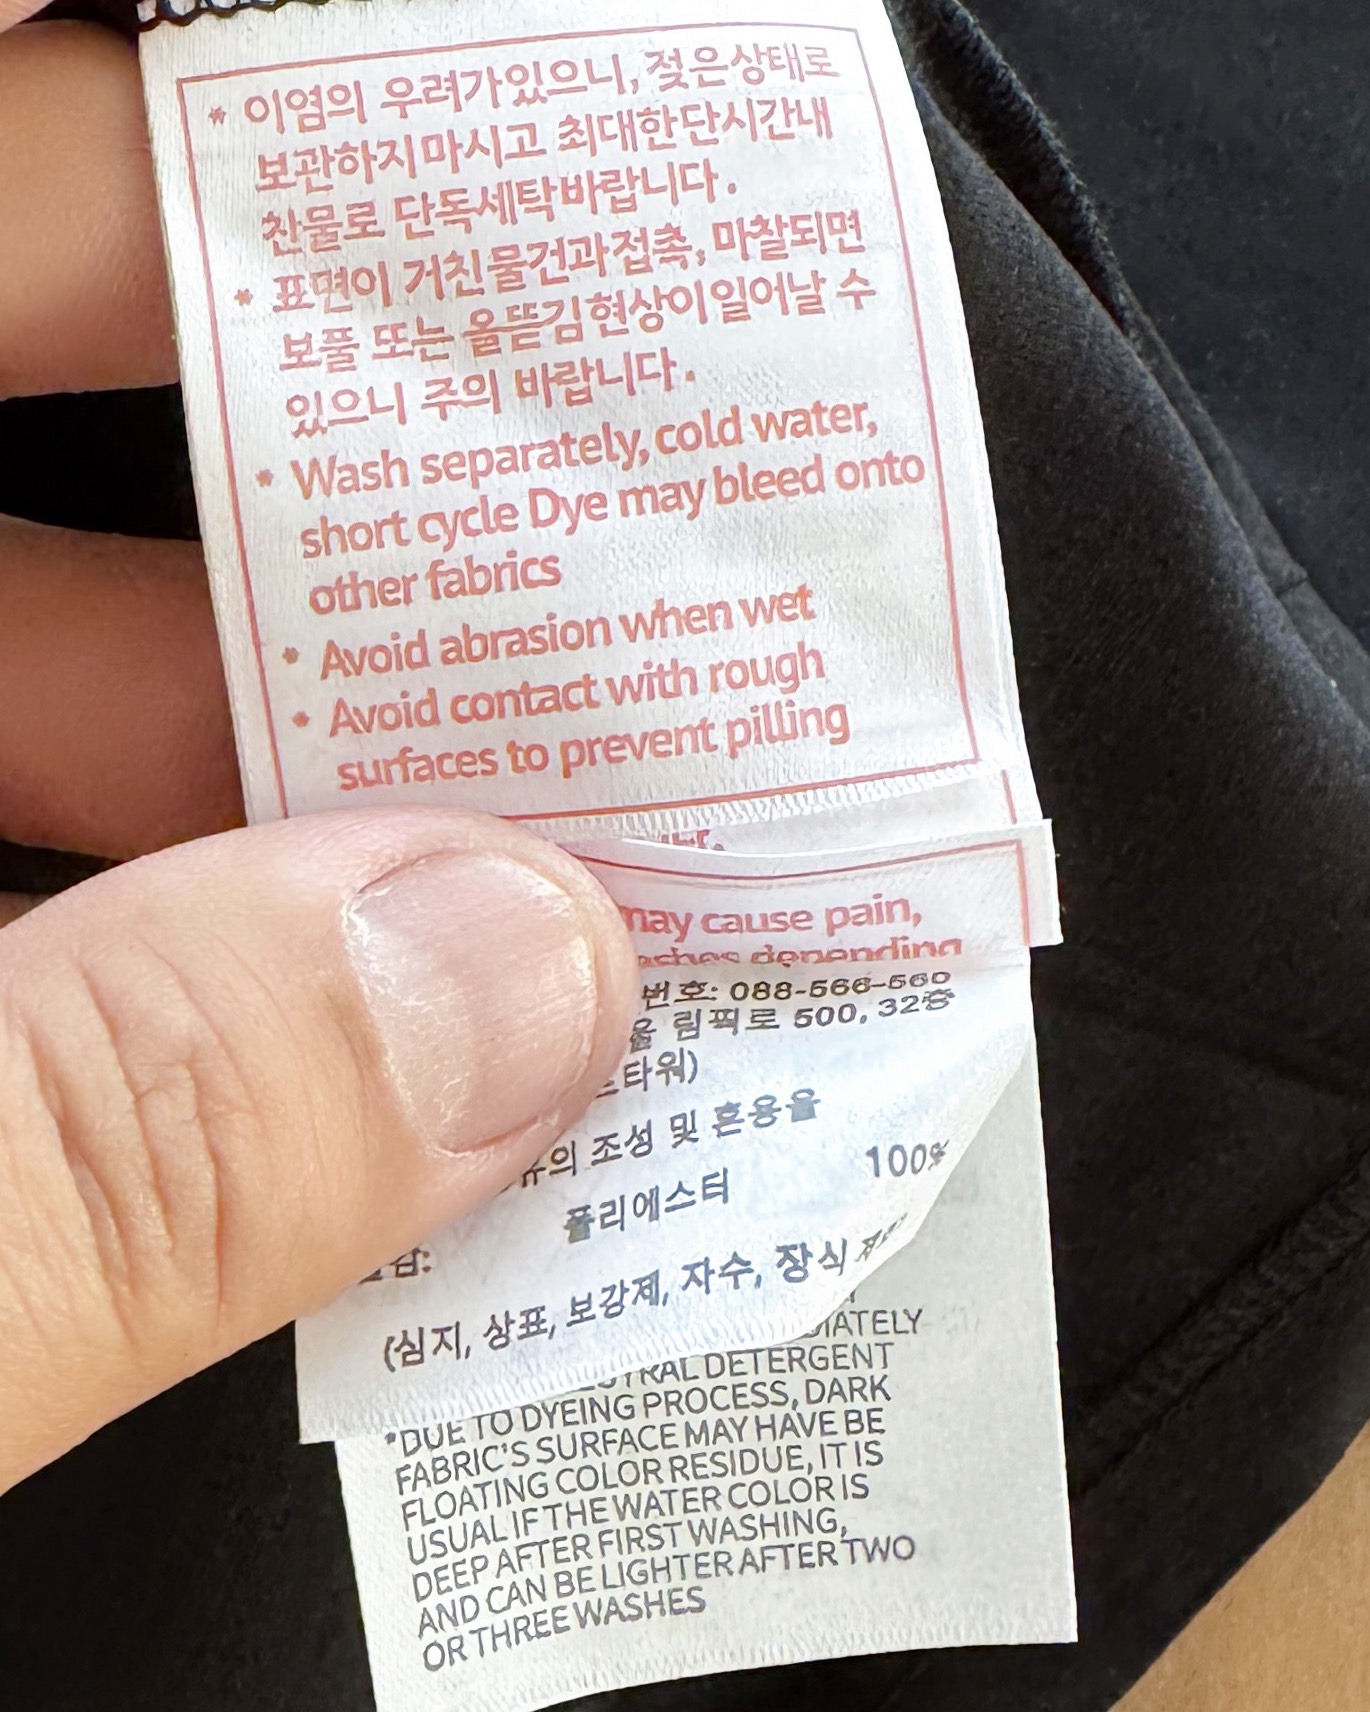 * 이염의 우려가있으니, 젖은상태로
보관하지마시고 최대한단시간내
찬물로 단독세탁바랍니다.
* 표면이 거친물건과접촉, 마찰되면
보풀 또는 올뜯김현상이일어날 수
있으니 주의 바랍니다.
* Wash separately, cold water,
short cycle Dye may bleed onto
other fabrics
* Avoid abrasion when wet
* Avoid contact with rough
surfaces to prevent pilling
may cause pain,
depending
번호: 088-566-560
림픽로 500, 32층
타워)
조성 및 혼용율
폴리에스터 100%
(심지, 상표, 보강제, 자수, 장식
DETERGENT
*DUE TO DYEING PROCESS, DARK
FABRIC'S SURFACE MAY HAVE BE
FLOATING COLOR RESIDUE, IT IS
USUAL IF THE WATER COLOR IS
DEEP AFTER FIRST WASHING,
AND CAN BE LIGHTER AFTER TWO
OR THREE WASHES